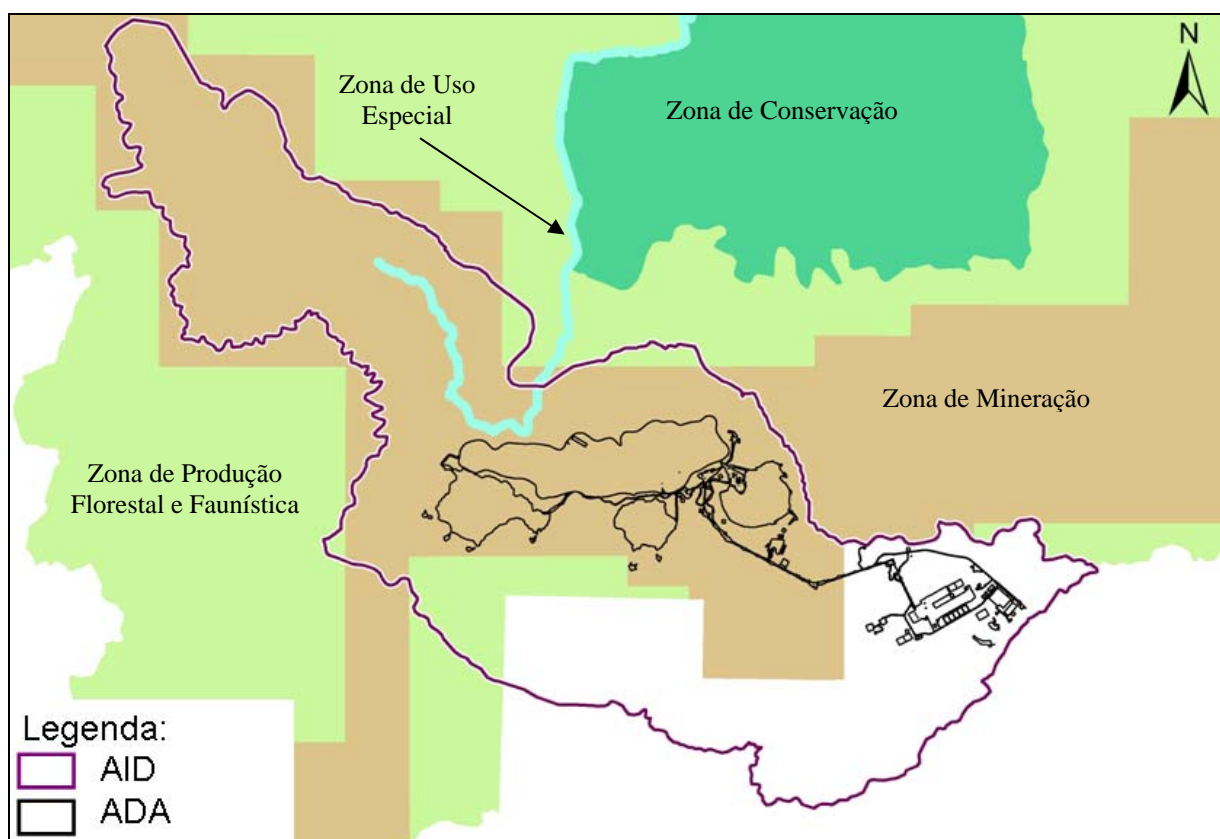 N
Zona de Uso
Especial
Zona de Conservação
Zona de Mineração
Zona de Produção
Florestal e Faunística
Legenda:
AID
ADA